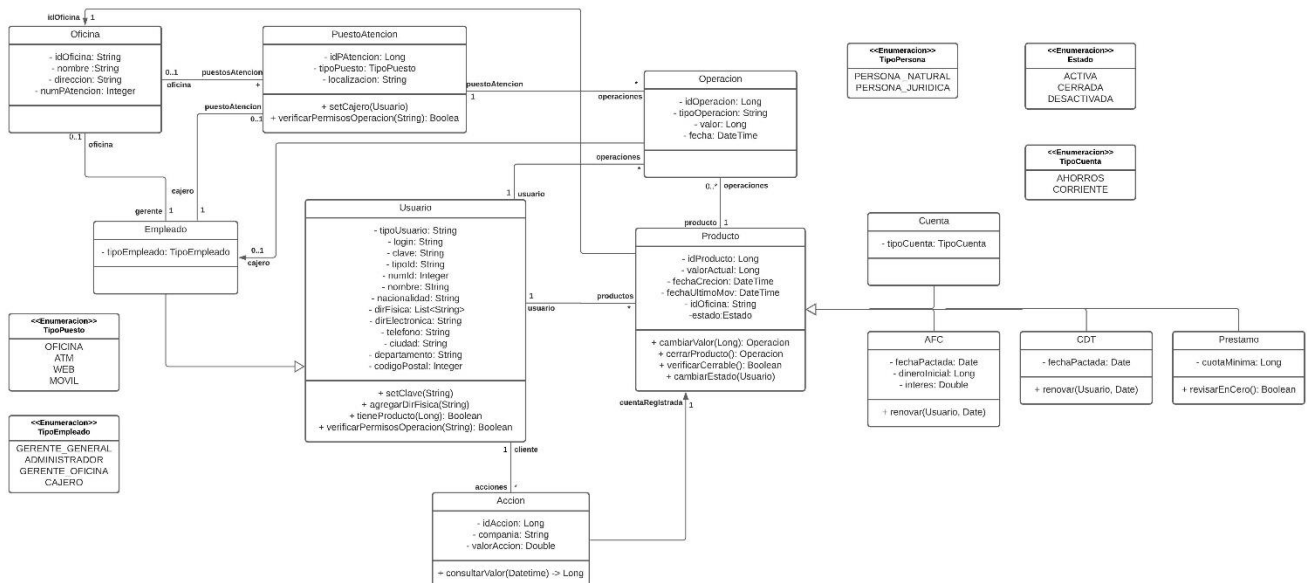 idOficina 1
Oficina
- idOficina: String
- nombre :String
- direccion: String
- numPAtencion: Integer
0..1
oficina
puestosAtencion
+
0..1
oficina
PuestoAtencion
- idPAtencion: Long
- tipoPuesto: TipoPuesto
- localizacion: String
+ setCajero(Usuario)
+ verificarPermisosOperacion(String): Boolea
puestoAtencion
0..1
puestoAtencion
1
*
operaciones
Operacion
- idOperacion: Long
- tipoOperacion: String
- valor: Long
- fecha: DateTime
operaciones
*
1 usuario
0..* operaciones
producto 1
<<Enumeracion>>
TipoPersona
PERSONA_NATURAL
PERSONA_JURIDICA
<<Enumeracion>>
Estado
ACTIVA
CERRADA
DESACTIVADA
<<Enumeracion>>
TipoCuenta
AHORROS
CORRIENTE
gerente 1
cajero
1
Empleado
- tipoEmpleado: TipoEmpleado
0..1
cajero
Usuario
- tipoUsuario: String
- login: String
- clave: String
- tipoId: String
- numId: Integer
- nombre: String
- nacionalidad: String
- dirFisica: List<String>
- dirElectronica: String
- telefono: String
- ciudad: String
- departamento: String
- codigoPostal: Integer
+ setClave(String)
+ agregarDirFisica(String)
+ tieneProducto(Long): Boolean
+ verificarPermisosOperacion(String): Boolean
1
usuario
productos
*
Producto
- idProducto: Long
- valorActual: Long
- fechaCrecion: DateTime
- fechaUltimoMov: DateTime
- idOficina: String
-estado:Estado
+ cambiarValor(Long): Operacion
+ cerrarProducto(): Operacion
+ verificarCerrable(): Boolean
+ cambiarEstado(Usuario)
Cuenta
- tipoCuenta: TipoCuenta
AFC
- fechaPactada: Date
- dineroInicial: Long
- interes: Double
+ renovar(Usuario, Date)
CDT
- fechaPactada: Date
+ renovar(Usuario, Date)
Prestamo
- cuotaMinima: Long
+ revisarEnCero(): Boolean
<<Enumeracion>>
TipoPuesto
OFICINA
ATM
WEB
MOVIL
<<Enumeracion>>
TipoEmpleado
GERENTE_GENERAL
ADMINISTRADOR
GERENTE_OFICINA
CAJERO
cuentaRegistrada 1
1 cliente
acciones *
Accion
- idAccion: Long
- compania: String
- valorAccion: Double
+ consultarValor(Datetime) -> Long